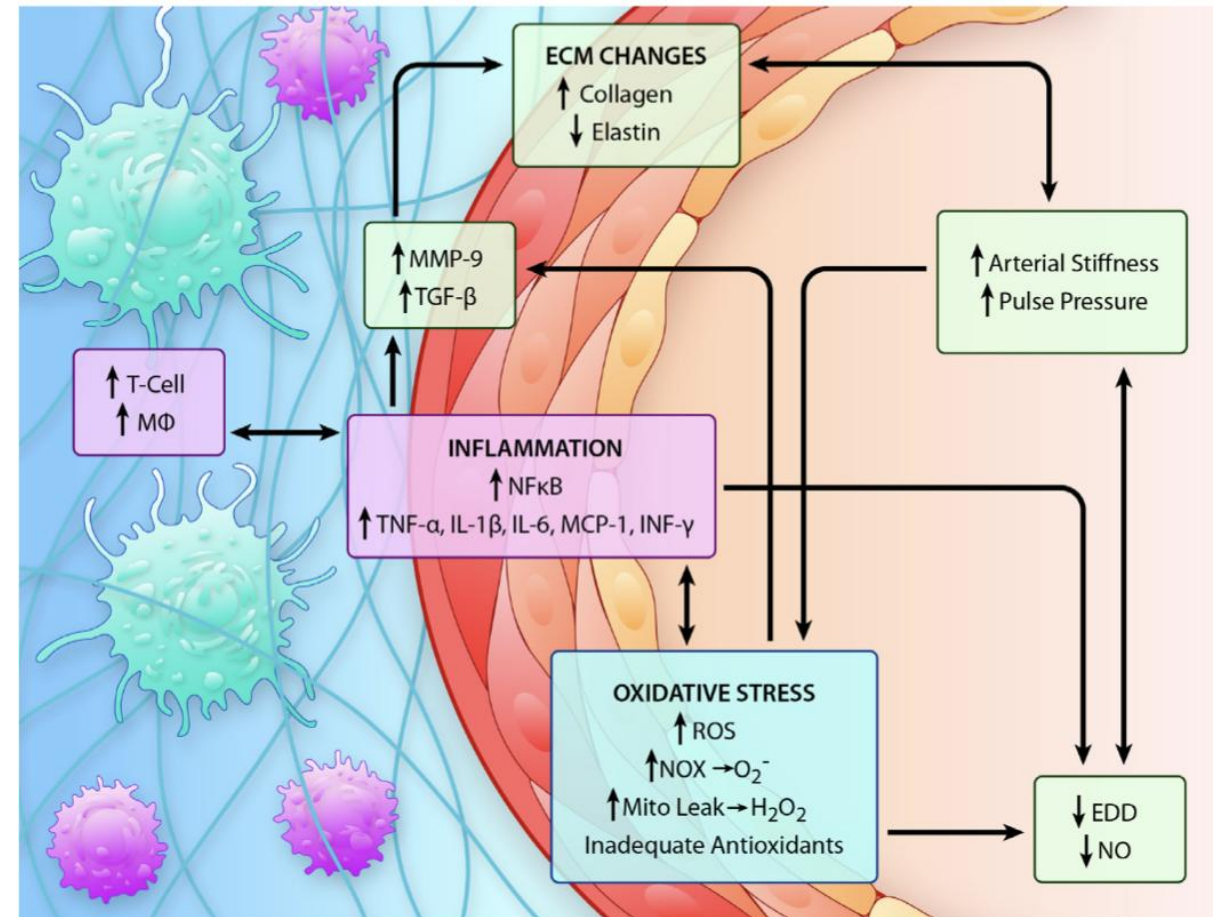 ECM CHANGES
↑ Collagen
↓ Elastin
↑ MMP-9
↑ TGF-β
↑ Arterial Stiffness
↑ Pulse Pressure
↑ T-Cell
↑ MΦ
INFLAMMATION
↑ NFκB
↑ TNF-α, IL-1β, IL-6, MCP-1, INF-γ
OXIDATIVE STRESS
↑ ROS
↑ NOX → O₂⁻
↑ Mito Leak → H₂O₂
Inadequate Antioxidants
↓ EDD
↓ NO